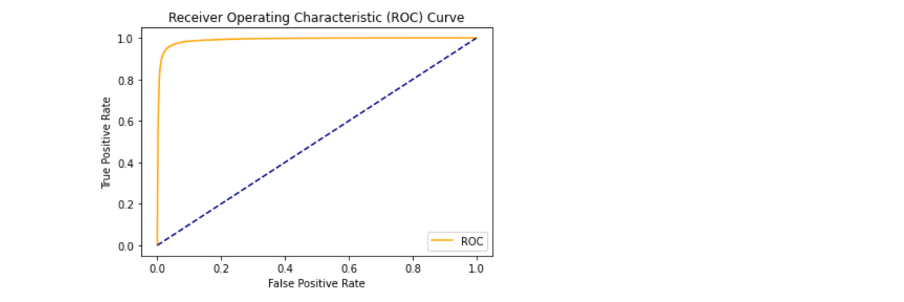 Receiver Operating Characteristic (ROC) Curve
1.0
0.8
0.6
0.4
0.2
0.0
True Positive Rate
ROC
0.0 0.2 0.4 0.6 0.8 1.0
False Positive Rate